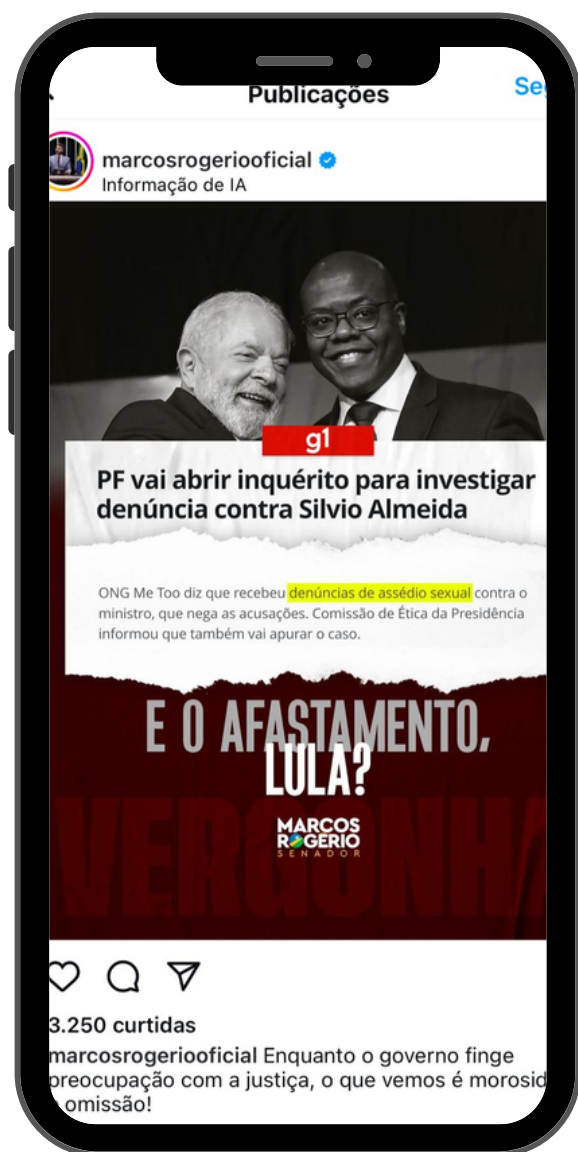 Publicações
marcosrogeriooficial
Informação de IA
g1
PF vai abrir inquérito para investigar
denúncia contra Silvio Almeida
ONG Me Too diz que recebeu denúncias de assédio sexual contra o
ministro, que nega as acusações. Comissão de Ética da Presidência
informou que também vai apurar o caso.
E O AFASTAMENTO,
LULA?
MARCOS
ROGÉRIO
SENADOR
VERGONHA
3.250 curtidas
marcosrogeriooficial Enquanto o governo finge
preocupação com a justiça, o que vemos é morosid
omissão!